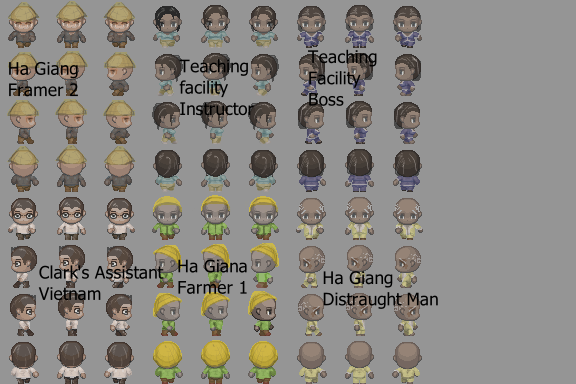 Ha Giang
Framer 2
Teaching
facility
Instructor
Teaching
Facility
Boss
Clark's Assistant
Vietnam
Ha Giana
Farmer 1
Ha Giang
Distraught Man